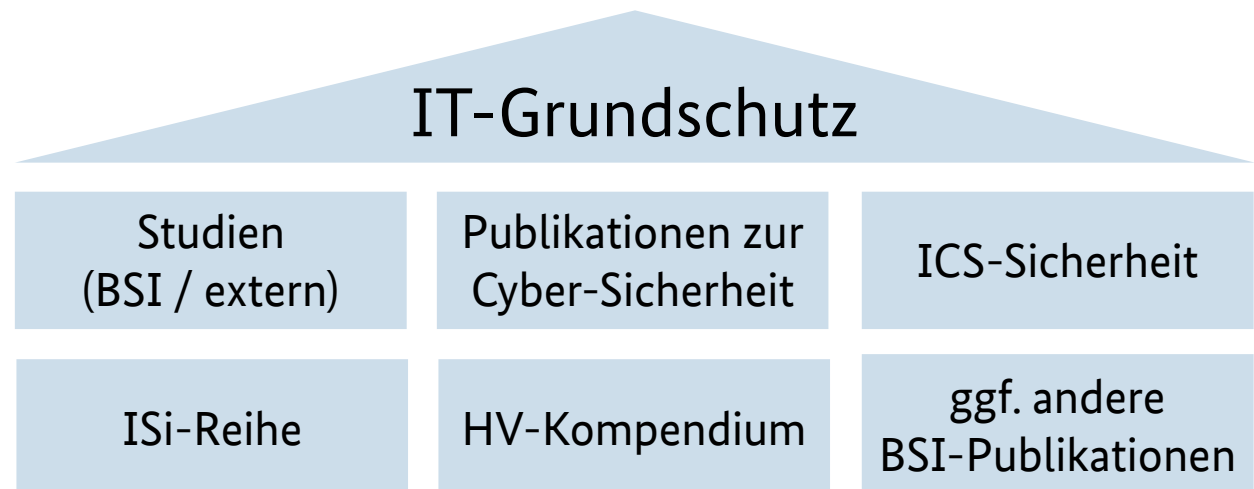 IT-Grundschutz
Studien
(BSI / extern)
Publikationen zur
Cyber-Sicherheit
ICS-Sicherheit
ISi-Reihe
HV-Kompendium
ggf. andere
BSI-Publikationen